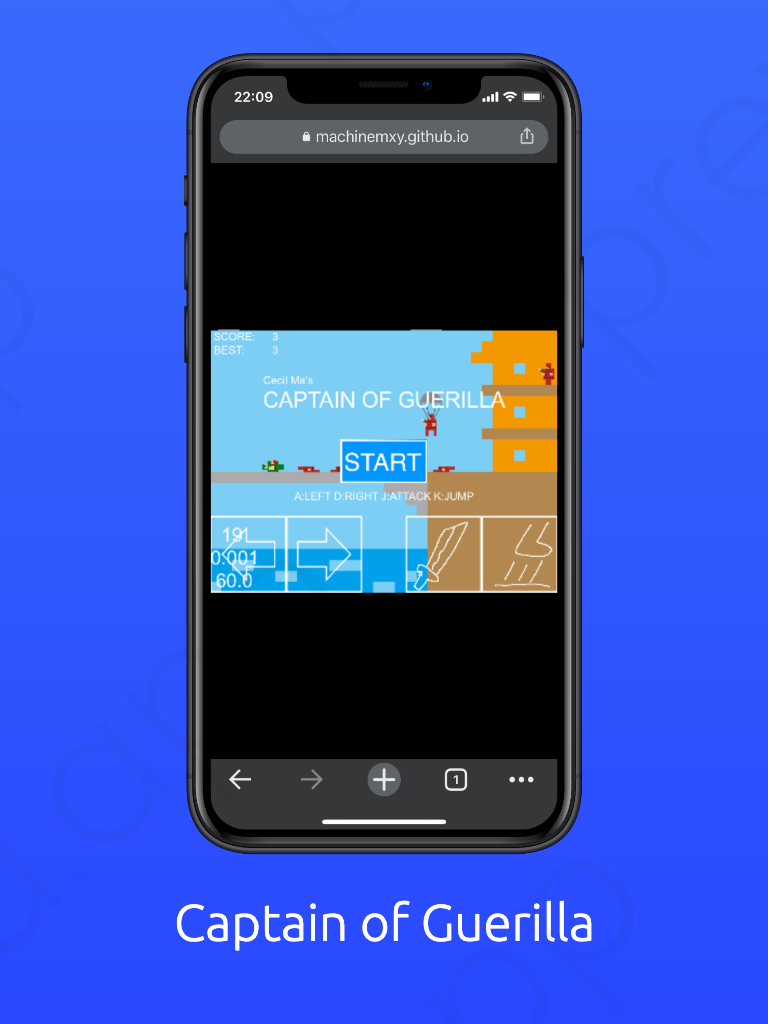 22:09
machinemxy.github.io
SCORE: 3
BEST: 3
Cecil Ma's
CAPTAIN OF GUERILLA
START
A:LEFT D:RIGHT J:ATTACK K:JUMP
19
0.001
60.0
1
Captain of Guerilla